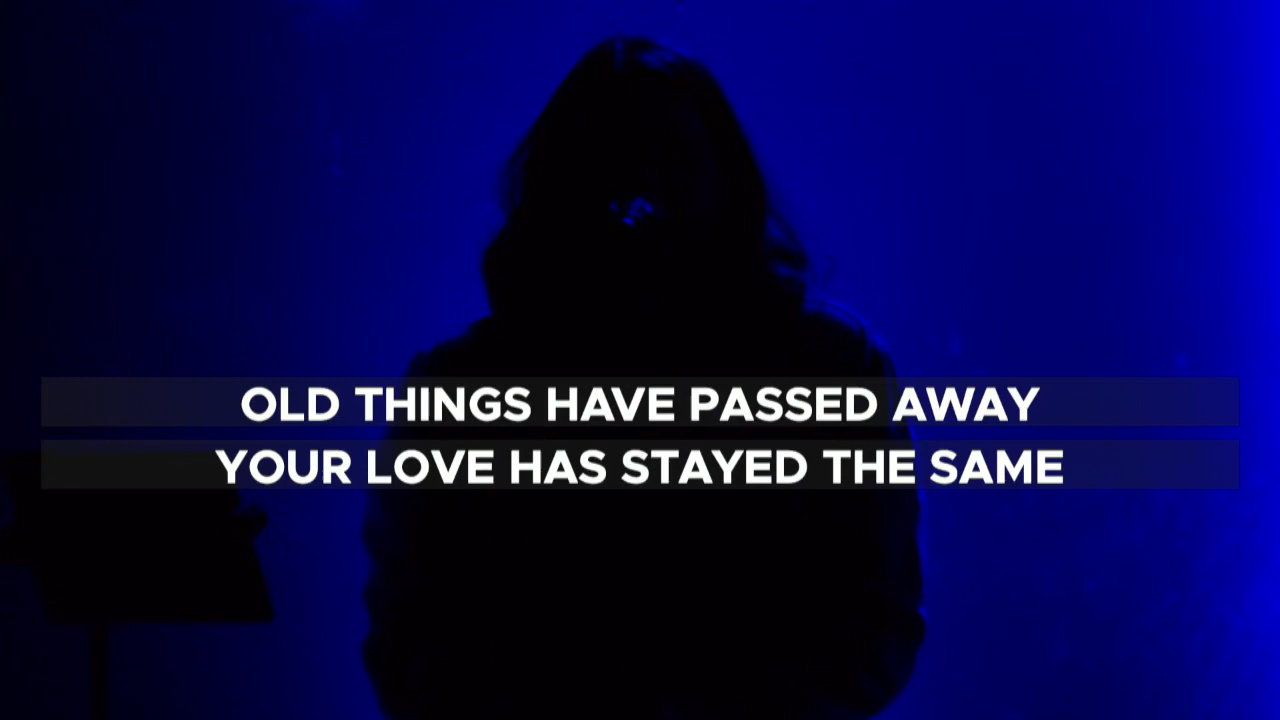 OLD THINGS HAVE PASSED AWAY
YOUR LOVE HAS STAYED THE SAME